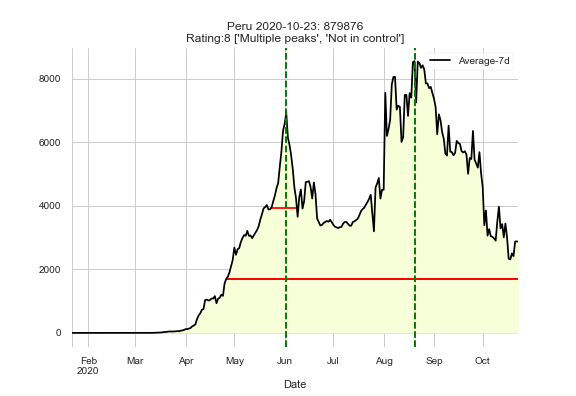 Peru 2020-10-23: 879876
Rating:8 ['Multiple peaks', 'Not in control']
Average-7d
8000
6000
4000
2000
0
Feb Mar Apr May Jun Jul Aug Sep Oct
2020
Date